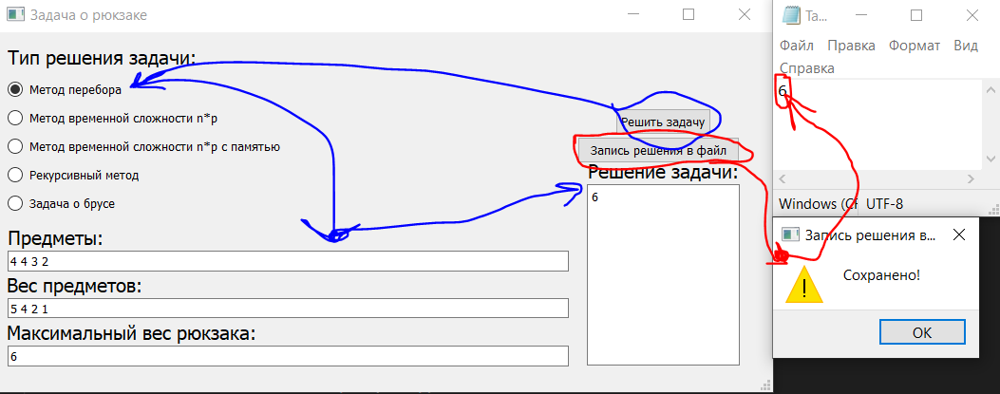 Задача о рюкзаке
Тип решения задачи:
Метод перебора
Метод временной сложности n*p
Метод временной сложности n*p с памятью
Рекурсивный метод
Задача о брусе
Предметы:
4 4 3 2
Вес предметов:
5 4 2 1
Максимальный вес рюкзака:
6
Решить задачу
Запись решения в файл
Решение задачи:
6
Та...
Файл Правка Формат Вид
Справка
6
Windows (CF UTF-8
Запись решения в...
Сохранено!
OK